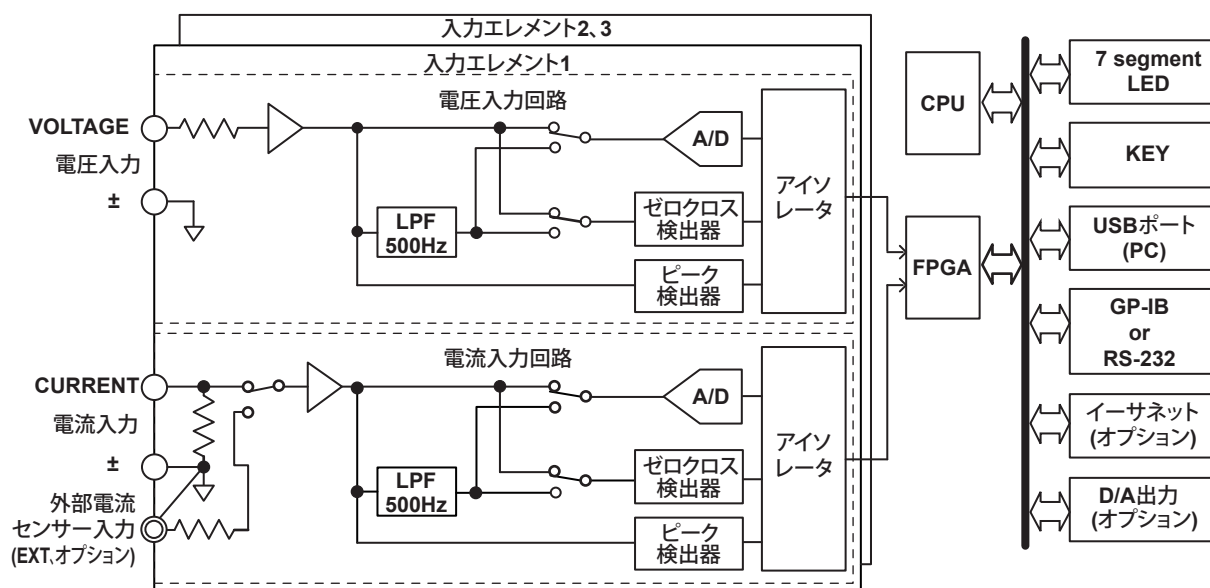 入力エレメント2、3
入力エレメント1
電圧入力回路
VOLTAGE
電圧入力
±
A/D
LPF
500Hz
ゼロクロス
検出器
ピーク
検出器
アイソ
レータ
電流入力回路
CURRENT
電流入力
±
外部電流
センサー入力
(EXT、オプション)
A/D
LPF
500Hz
ゼロクロス
検出器
ピーク
検出器
アイソ
レータ
CPU
FPGA
7 segment
LED
KEY
USBポート
(PC)
GP-IB
or
RS-232
イーサネット
(オプション)
D/A出力
(オプション)